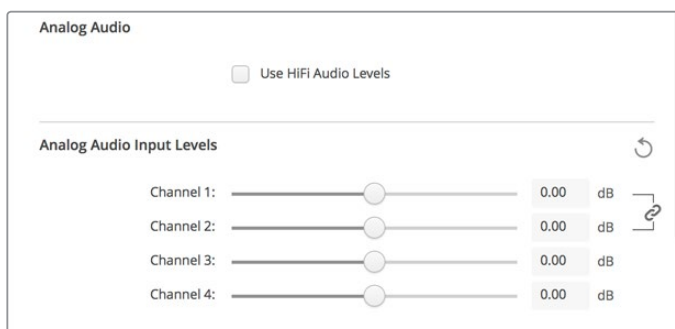 Analog Audio
Use HiFi Audio Levels
Analog Audio Input Levels
Channel 1: 0.00 dB
Channel 2: 0.00 dB
Channel 3: 0.00 dB
Channel 4: 0.00 dB